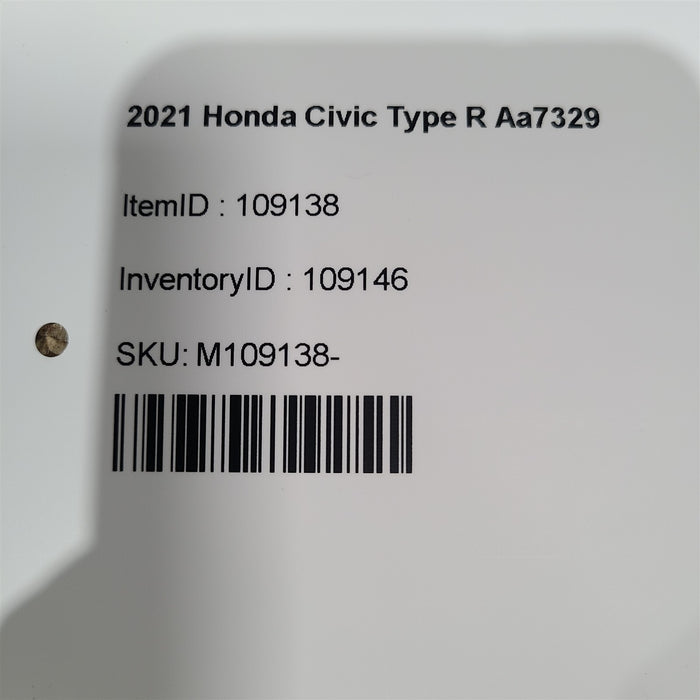 2021 Honda Civic Type R Aa7329
ItemID : 109138
InventoryID : 109146
SKU: M109138-